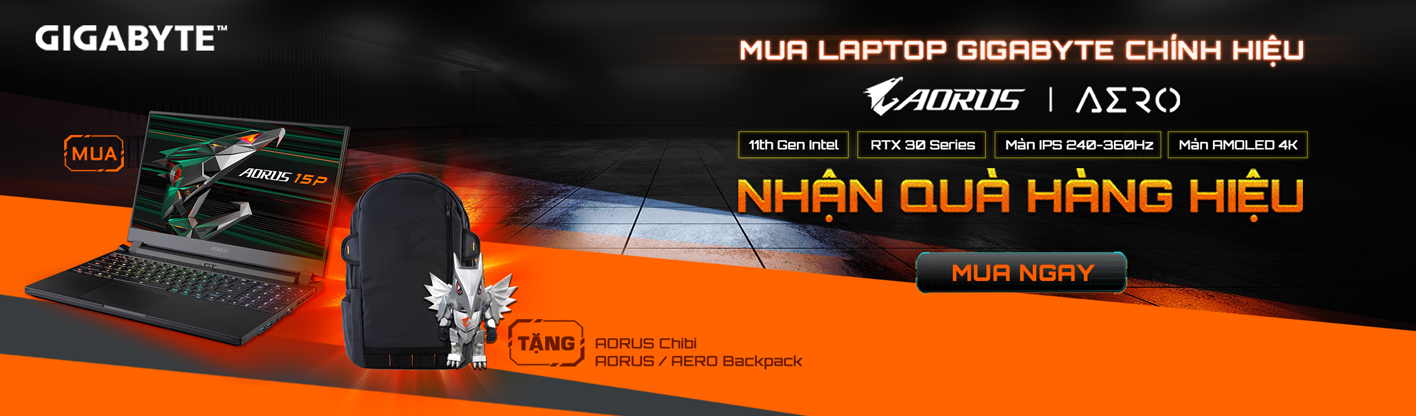 GIGABYTE™
MUA LAPTOP GIGABYTE CHÍNH HIỆU
AORUS | AERO
11th Gen Intel
RTX 30 Series
Màn IPS 240-360Hz
Màn AMOLED 4K
NHẬN QUÀ HÀNG HIỆU
MUA NGAY
MUA
AORUS 15P
AORUS
TẶNG
AORUS Chibi
AORUS / AERO Backpack